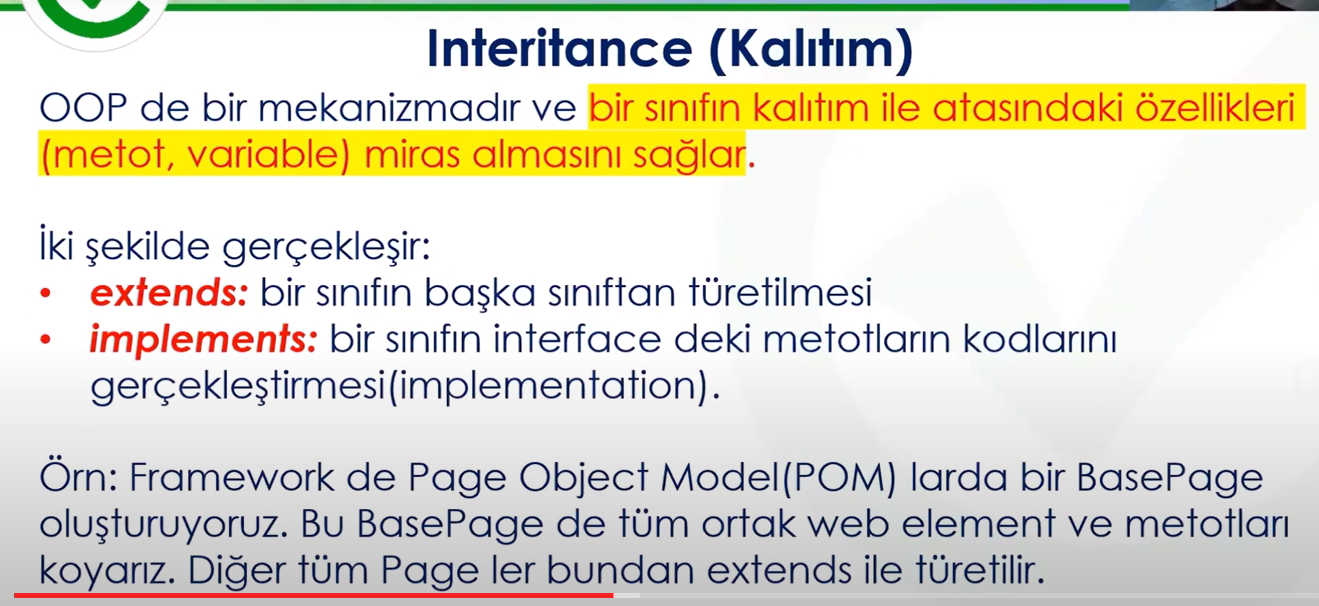 Interitance (Kalıtım)
OOP de bir mekanizmadır ve bir sınıfın kalıtım ile atasındaki özellikleri
(metot, variable) miras almasını sağlar.
İki şekilde gerçekleşir:
• extends: bir sınıfın başka sınıftan türetilmesi
• implements: bir sınıfın interface deki metotların kodlarını
gerçekleştirmesi(implementation).
Örn: Framework de Page Object Model(POM) larda bir BasePage
oluşturuyoruz. Bu BasePage de tüm ortak web element ve metotları
koyarız. Diğer tüm Page ler bundan extends ile türetilir.